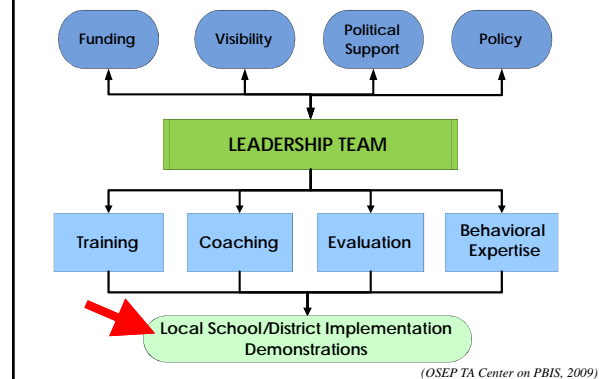 Funding
Visibility
Political
Support
Policy
LEADERSHIP TEAM
Training
Coaching
Evaluation
Behavioral
Expertise
Local School/District Implementation
Demonstrations
(OSEP TA Center on PBIS, 2009)